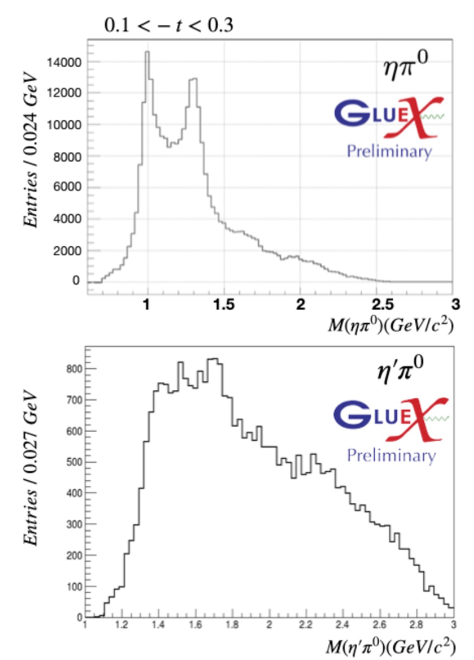 0.1 < − t < 0.3
14000
12000
10000
8000
6000
4000
2000
0
Entries / 0.024 GeV
ηπ⁰
GLUEX
Preliminary
1 1.5 2 2.5 3
M(ηπ⁰)(GeV/c²)
800
700
600
500
400
300
200
100
0
Entries / 0.027 GeV
η′π⁰
GLUEX
Preliminary
1 1.2 1.4 1.6 1.8 2 2.2 2.4 2.6 2.8 3
M(η′π⁰)(GeV/c²)